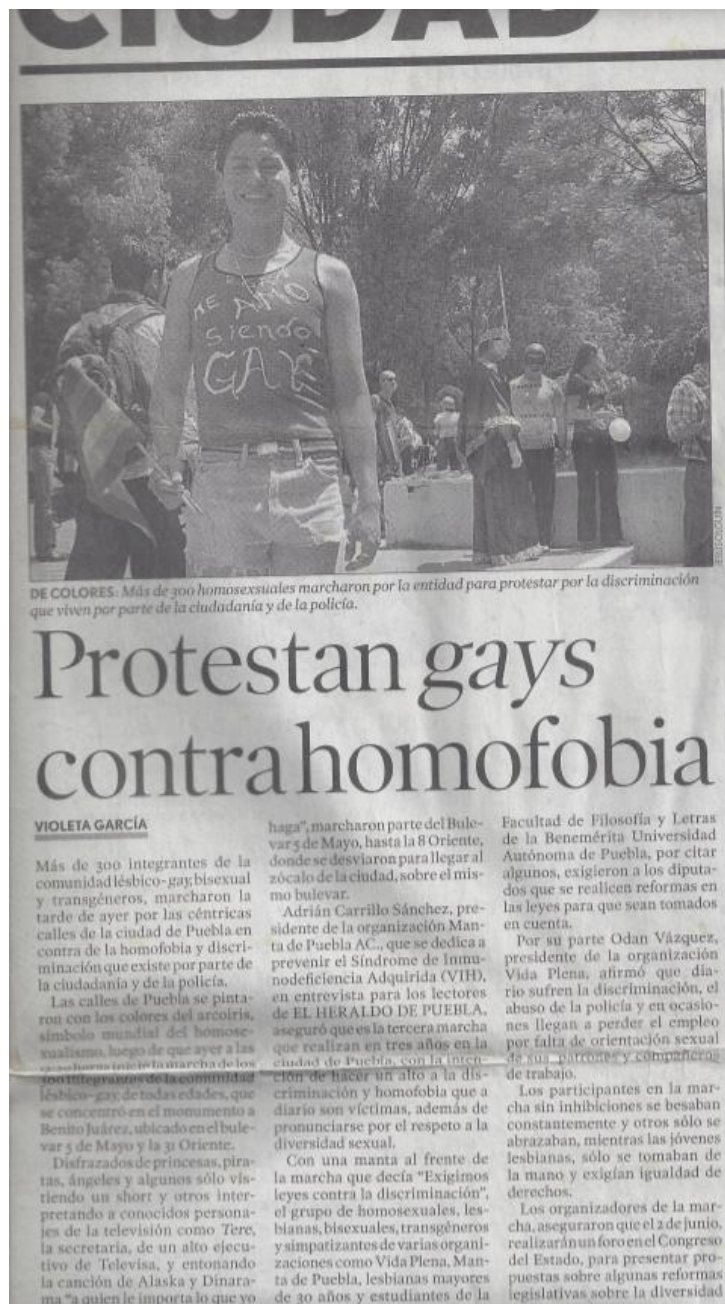 CIUDAD
ME AMO
siendo
GAY
DE COLORES: Más de 300 homosexsuales marcharon por la entidad para protestar por la discriminación
que viven por parte de la ciudadanía y de la policía.
Protestan gays
contra homofobia
VIOLETA GARCÍA
Más de 300 integrantes de la
comunidad lésbico-gay, bisexual
y transgéneros, marcharon la
tarde de ayer por las céntricas
calles de la ciudad de Puebla en
contra de la homofobia y discri-
minación que existe por parte de
la ciudadanía y de la policía.
Las calles de Puebla se pinta-
ron con los colores del arcoiris,
símbolo mundial del homose-
xualismo, luego de que ayer a las
la marcha de los
300 integrantes de la comunidad
lésbico-gay, de todas edades, que
se concentró en el monumento a
Benito Juárez, ubicado en el bule-
var 5 de Mayo y la 31 Oriente.
Disfrazados de princesas, pira-
tas, ángeles y algunos sólo vis-
tiendo un short y otros inter-
pretando a conocidos persona-
jes de la televisión como Tere,
la secretaria, de un alto ejecu-
tivo de Televisa, y entonando
la canción de Alaska y Dinara-
ma "a quien le importa lo que yo
haga", marcharon parte del Bule-
var 5 de Mayo, hasta la 8 Oriente,
donde se desviaron para llegar al
zócalo de la ciudad, sobre el mis-
mo bulevar.
Adrián Carrillo Sánchez, pre-
sidente de la organización Man-
ta de Puebla AC., que se dedica a
prevenir el Síndrome de Inmu-
nodeficiencia Adquirida (VIH),
en entrevista para los lectores
de EL HERALDO DE PUEBLA,
aseguró que es la tercera marcha
que realizan en tres años en la
ciudad de Puebla, con la inten-
ción de hacer un alto a la dis-
criminación y homofobia que a
diario son víctimas, además de
pronunciarse por el respeto a la
diversidad sexual.
Con una manta al frente de
la marcha que decía "Exigimos
leyes contra la discriminación",
el grupo de homosexuales, les-
bianas, bisexuales, transgéneros
y simpatizantes de varias organi-
zaciones como Vida Plena, Man-
ta de Puebla, lesbianas mayores
de 30 años y estudiantes de la
Facultad de Filosofía y Letras
de la Benemérita Universidad
Autónoma de Puebla, por citar
algunos, exigieron a los diputa-
dos que se realicen reformas en
las leyes para que sean tomados
en cuenta.
Por su parte Odan Vázquez,
presidente de la organización
Vida Plena, afirmó que dia-
rio sufren la discriminación, el
abuso de la policía y en ocasio-
nes llegan a perder el empleo
por falta de orientación sexual
de sus patrones y compañeros
de trabajo.
Los participantes en la mar-
cha sin inhibiciones se besaban
constantemente y otros sólo se
abrazaban, mientras las jóvenes
lesbianas, sólo se tomaban de
la mano y exigían igualdad de
derechos.
Los organizadores de la mar-
cha, aseguraron que el 2 de junio,
realizarán un foro en el Congreso
del Estado, para presentar pro-
puestas sobre algunas reformas
legislativas sobre la diversidad